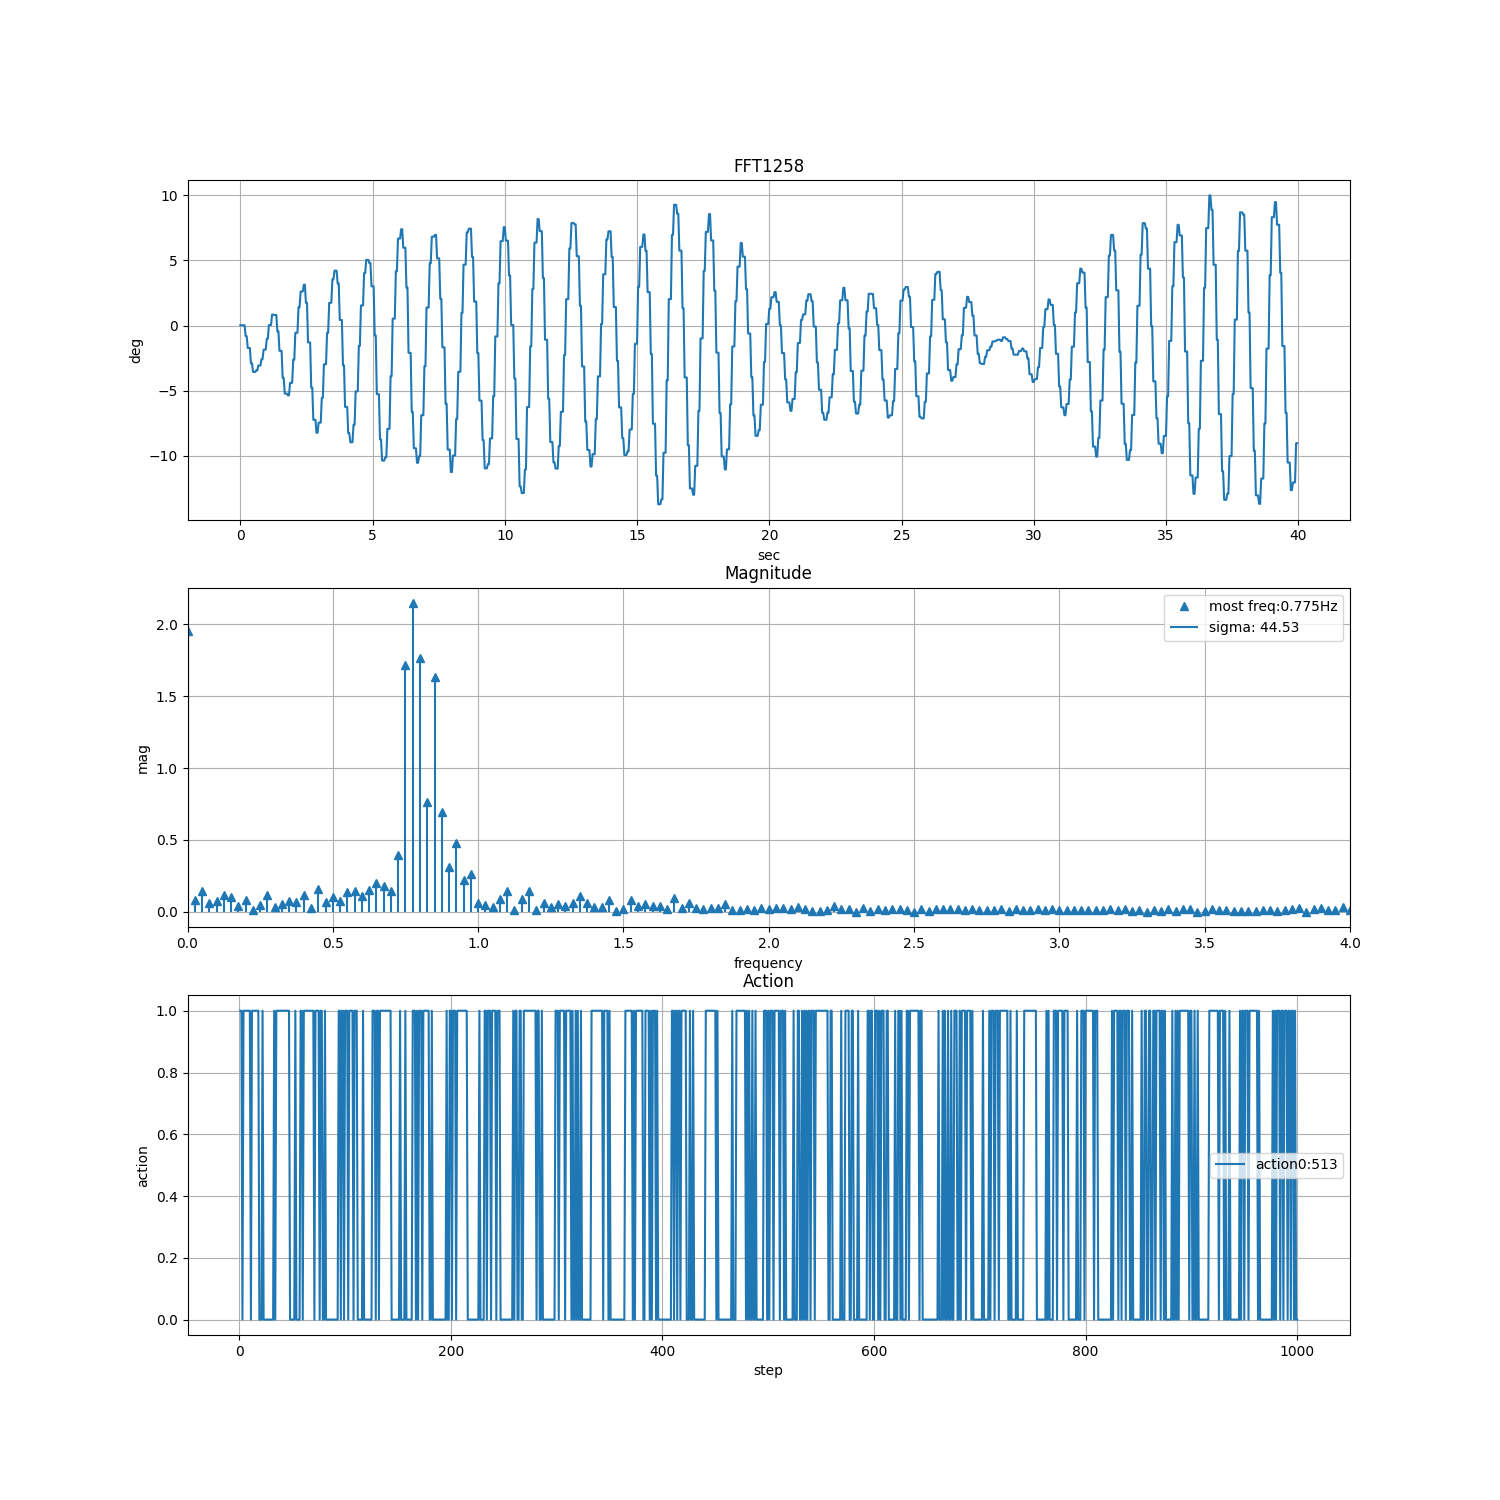 FFT1258
10
5
0
−5
−10
deg
0 5 10 15 20 25 30 35 40
sec
Magnitude
most freq:0.775Hz
sigma: 44.53
2.0
1.5
1.0
0.5
0.0
mag
0.0 0.5 1.0 1.5 2.0 2.5 3.0 3.5 4.0
frequency
Action
1.0
0.8
0.6
0.4
0.2
0.0
action
action0:513
0 200 400 600 800 1000
step